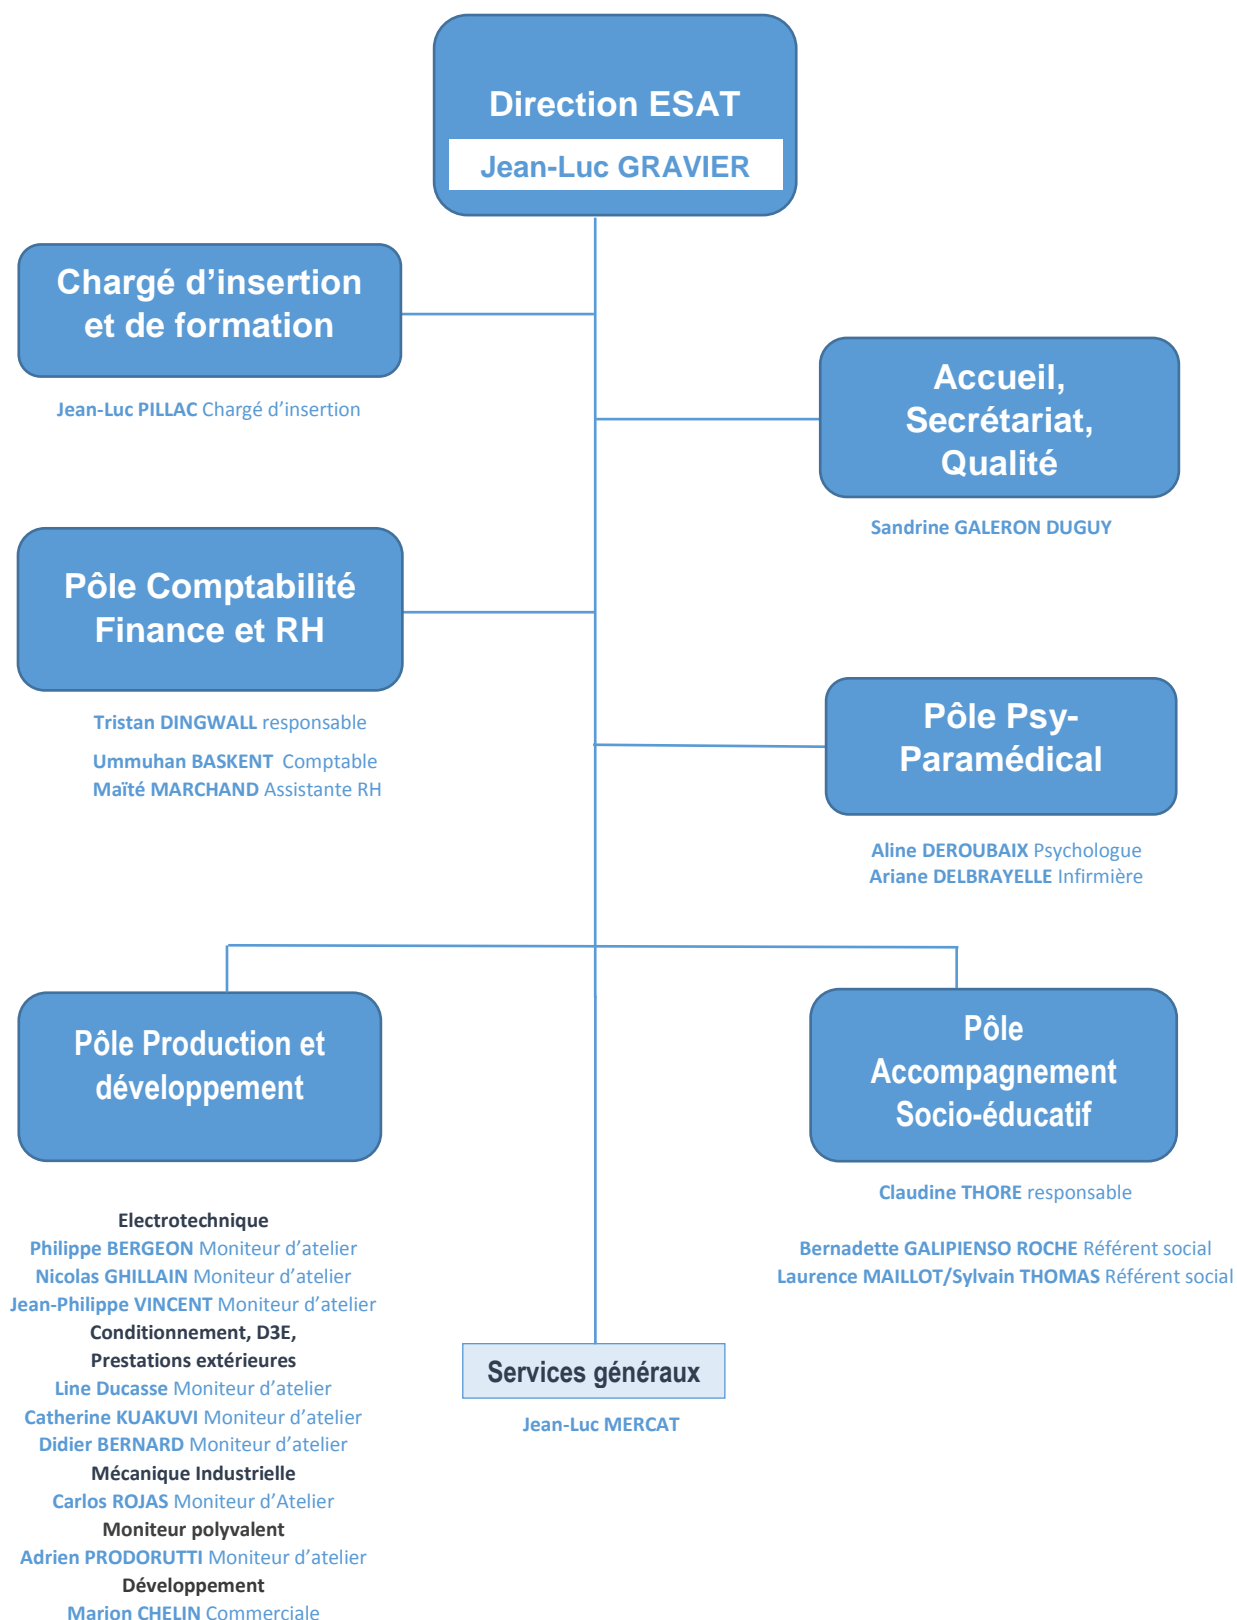 Direction ESAT
Jean-Luc GRAVIER
Chargé d’insertion
et de formation
Jean-Luc PILLAC Chargé d’insertion
Accueil,
Secrétariat,
Qualité
Sandrine GALERON DUGUY
Pôle Comptabilité
Finance et RH
Tristan DINGWALL responsable
Ummuhan BASKENT Comptable
Maïté MARCHAND Assistante RH
Pôle Psy-
Paramédical
Aline DEROUBAIX Psychologue
Ariane DELBRAYELLE Infirmière
Pôle Production et
développement
Electrotechnique
Philippe BERGEON Moniteur d’atelier
Nicolas GHILLAIN Moniteur d’atelier
Jean-Philippe VINCENT Moniteur d’atelier
Conditionnement, D3E,
Prestations extérieures
Line Ducasse Moniteur d’atelier
Catherine KUAKUVI Moniteur d’atelier
Didier BERNARD Moniteur d’atelier
Mécanique Industrielle
Carlos ROJAS Moniteur d’Atelier
Moniteur polyvalent
Adrien PRODORUTTI Moniteur d’atelier
Développement
Marion CHELIN Commerciale
Pôle
Accompagnement
Socio-éducatif
Claudine THORE responsable
Bernadette GALIPIENSO ROCHE Référent social
Laurence MAILLOT/Sylvain THOMAS Référent social
Services généraux
Jean-Luc MERCAT